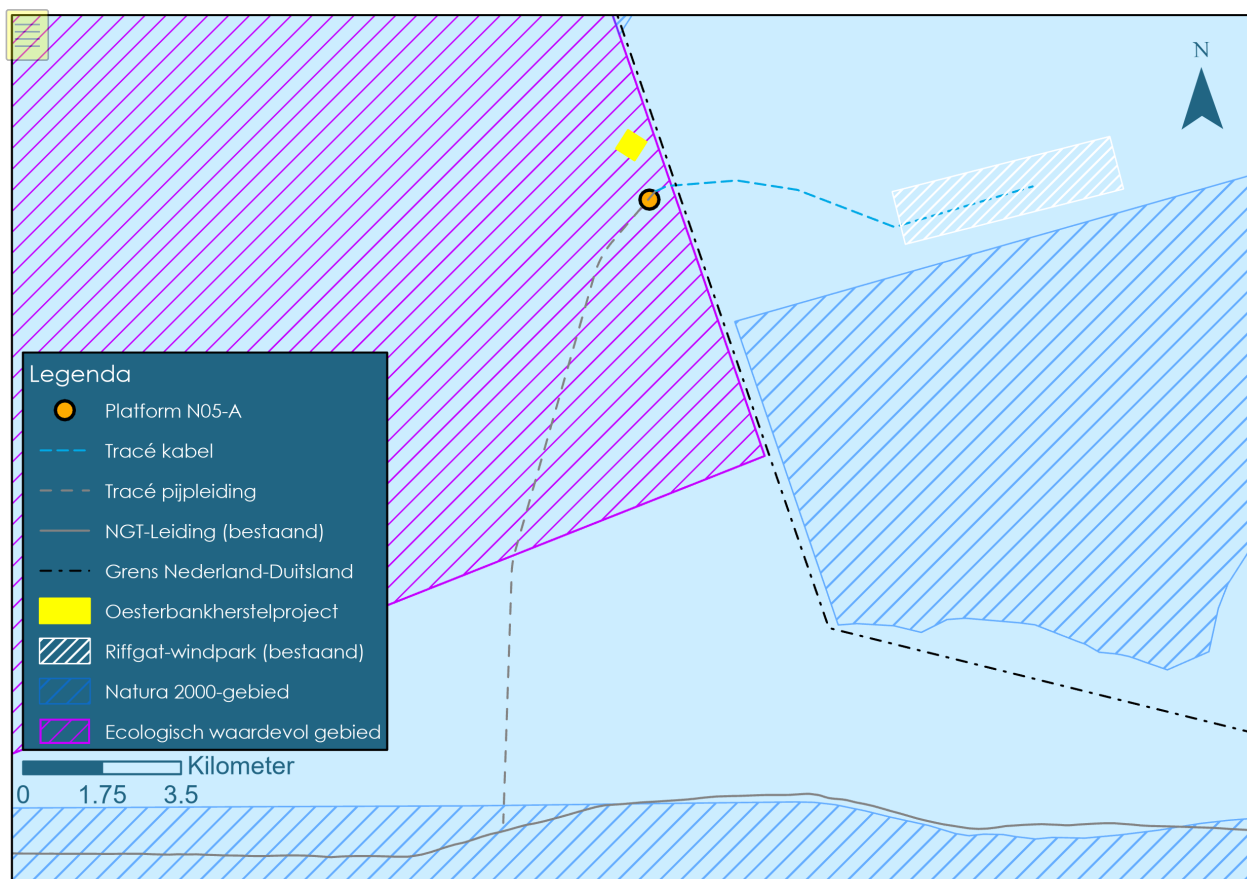 N
Legenda
Platform N05-A
Tracé kabel
Tracé pijpleiding
NGT-Leiding (bestaand)
Grens Nederland-Duitsland
Oesterbankherstelproject
Riffgat-windpark (bestaand)
Natura 2000-gebied
Ecologisch waardevol gebied
Kilometer
0 1.75 3.5